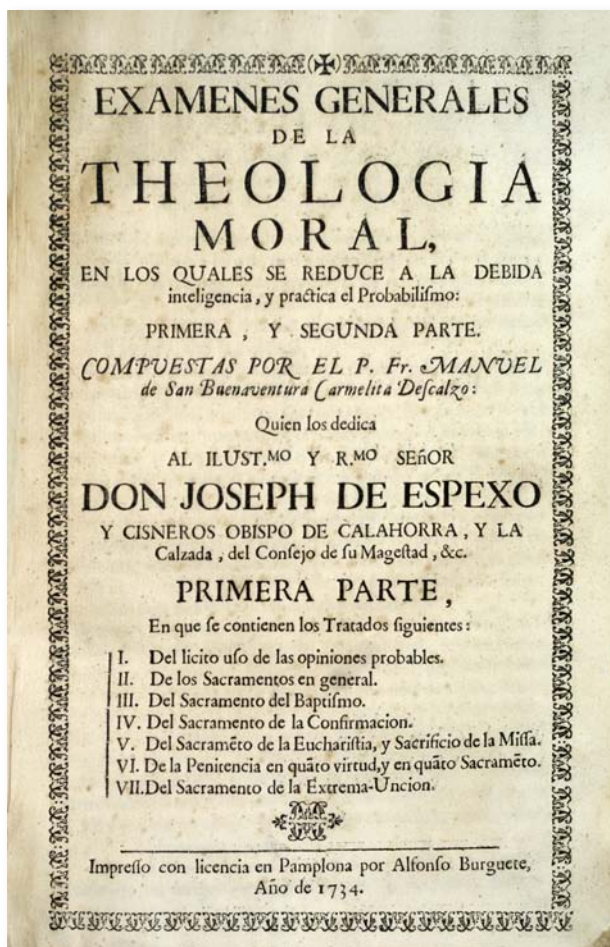 EXAMENES GENERALES
DE LA
THEOLOGIA
MORAL,
EN LOS QUALES SE REDUCE A LA DEBIDA
inteligencia, y practica el Probabiliſmo:
PRIMERA, Y SEGUNDA PARTE.
COMPVESTAS POR EL P. Fr. MANVEL
de San Buenaventura Carmelita Deſcalzo:
Quien los dedica
AL ILUST.MO Y R.MO SEñOR
DON JOSEPH DE ESPEXO
Y CISNEROS OBISPO DE CALAHORRA, Y LA
Calzada, del Conſejo de ſu Mageſtad, &c.
PRIMERA PARTE,
En que ſe contienen los Tratados ſiguientes:
I. Del licito uſo de las opiniones probables.
II. De los Sacramentos en general.
III. Del Sacramento del Baptiſmo.
IV. Del Sacramento de la Confirmacion.
V. Del Sacramẽto de la Euchariſtia, y Sacrificio de la Miſſa.
VI. De la Penitencia en quãto virtud, y en quãto Sacramẽto.
VII. Del Sacramento de la Extrema-Uncion.
Impreſſo con licencia en Pamplona por Alfonſo Burguete,
Año de 1734.